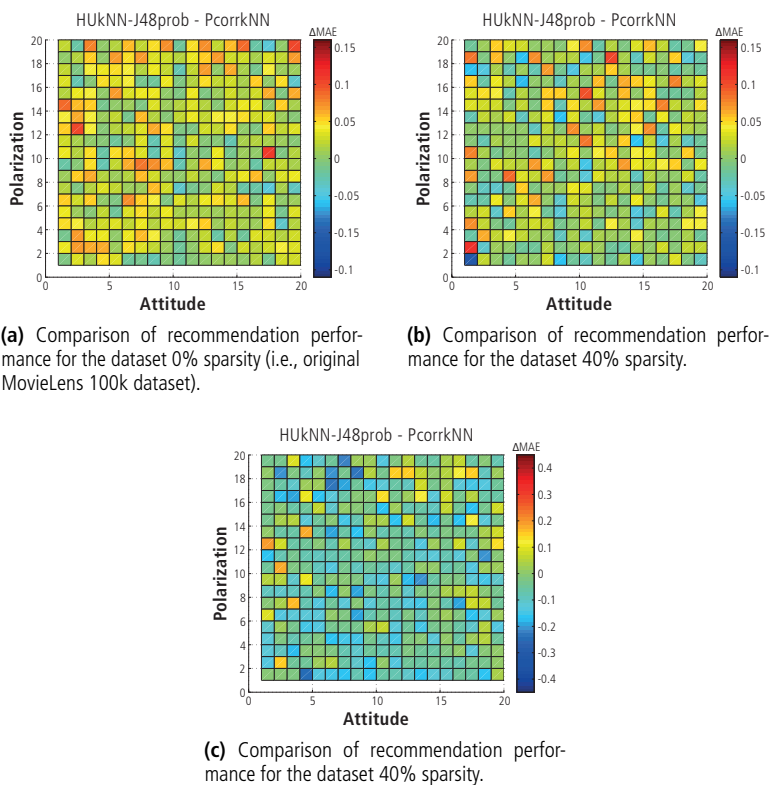 HUkNN-J48prob - PcorrkNN
ΔMAE
20
18
16
14
12
10
8
6
4
2
0
Polarization
0.15
0.1
0.05
0
-0.05
-0.1
0 5 10 15 20
Attitude
(a) Comparison of recommendation perfor-
mance for the dataset 0% sparsity (i.e., original
MovieLens 100k dataset).
HUkNN-J48prob - PcorrkNN
ΔMAE
20
18
16
14
12
10
8
6
4
2
0
Polarization
0.15
0.1
0.05
0
-0.05
-0.1
0 5 10 15 20
Attitude
(b) Comparison of recommendation perfor-
mance for the dataset 40% sparsity.
HUkNN-J48prob - PcorrkNN
ΔMAE
20
18
16
14
12
10
8
6
4
2
0
Polarization
0.4
0.3
0.2
0.1
0
-0.1
-0.2
-0.3
-0.4
0 5 10 15 20
Attitude
(c) Comparison of recommendation perfor-
mance for the dataset 40% sparsity.